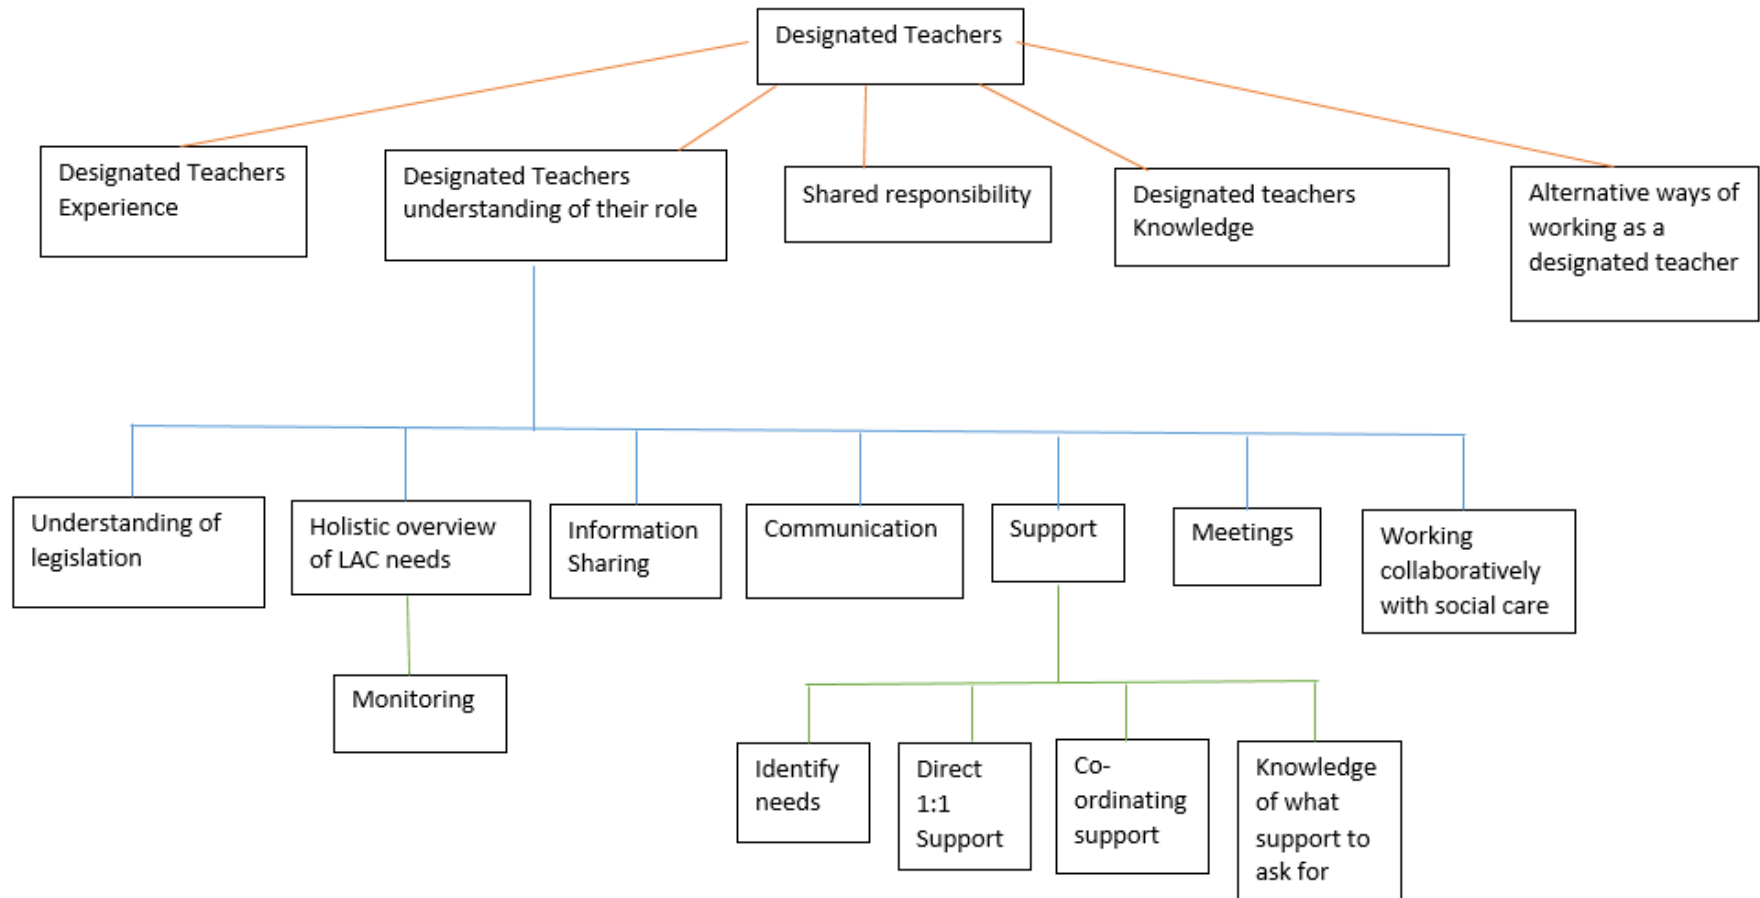 Designated Teachers
Designated Teachers
Experience
Designated Teachers
understanding of their role
Shared responsibility
Designated teachers
Knowledge
Alternative ways of
working as a
designated teacher
Understanding of
legislation
Holistic overview
of LAC needs
Information
Sharing
Communication
Support
Meetings
Working
collaboratively
with social care
Monitoring
Identify
needs
Direct
1:1
Support
Co-
ordinating
support
Knowledge
of what
support to
ask for